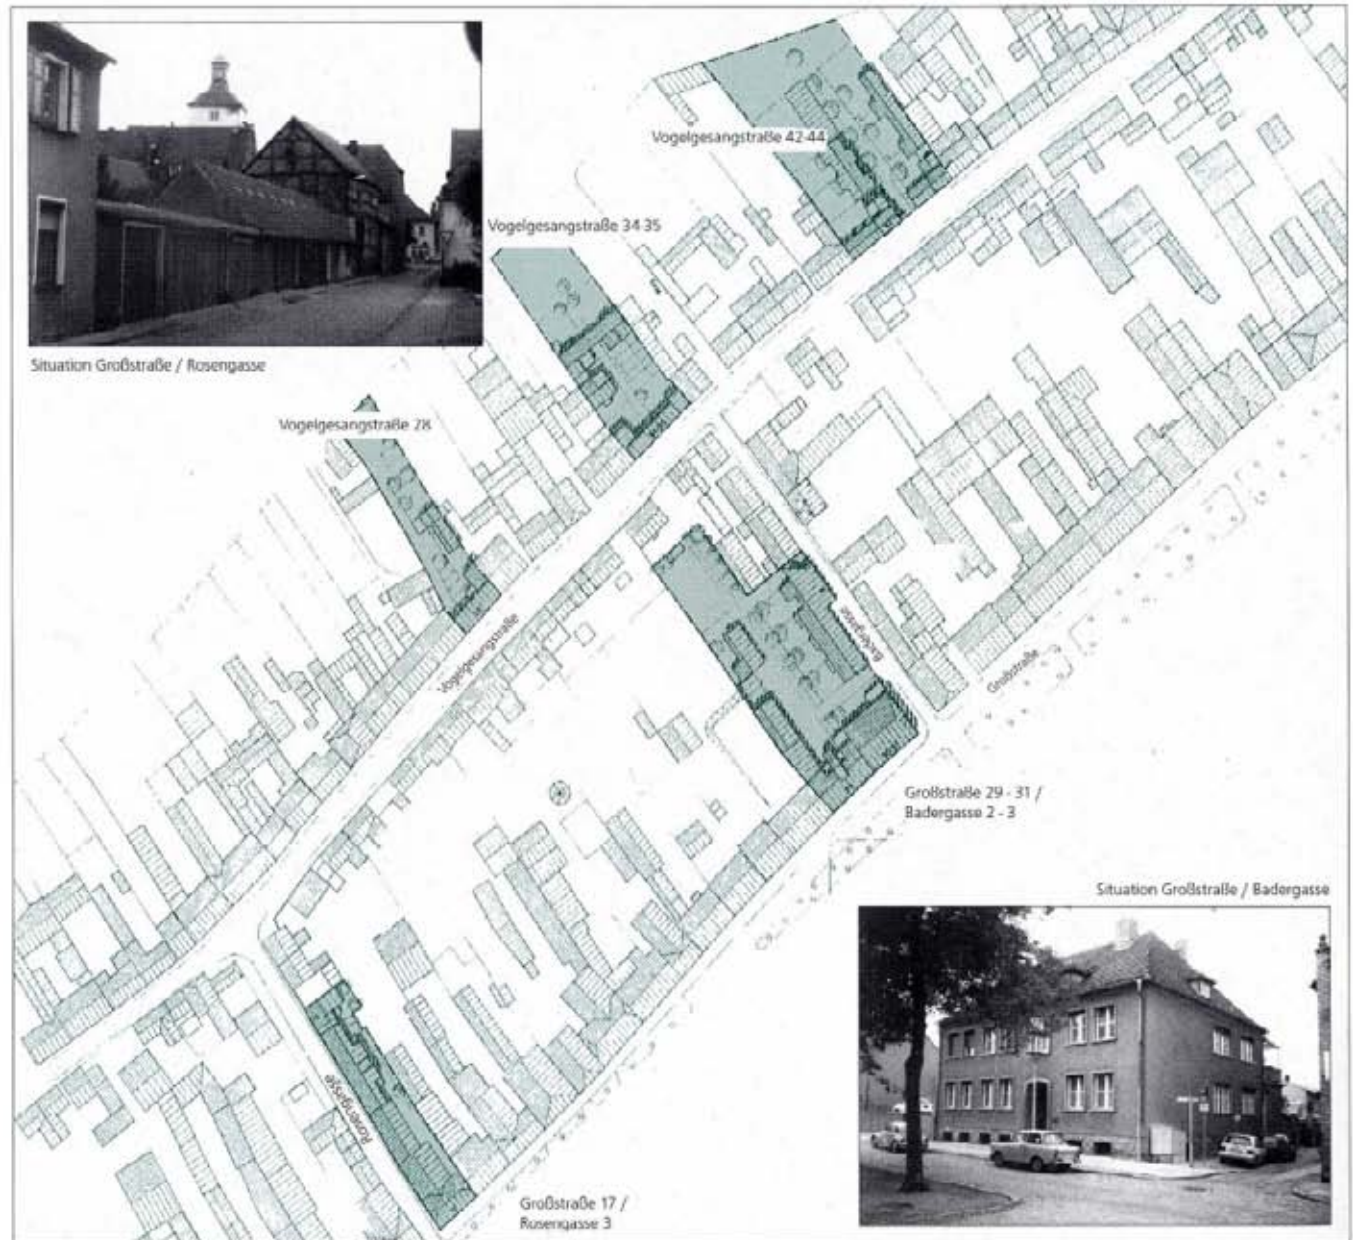 Vogelgesangstraße 42-44
Vogelgesangstraße 34-35
Situation Großstraße / Rosengasse
Vogelgesangstraße 28
Vogelgesangstraße
Badergasse
Großstraße
Großstraße 29 - 31 /
Badergasse 2 - 3
Situation Großstraße / Badergasse
Rosengasse
Großstraße 17 /
Rosengasse 3